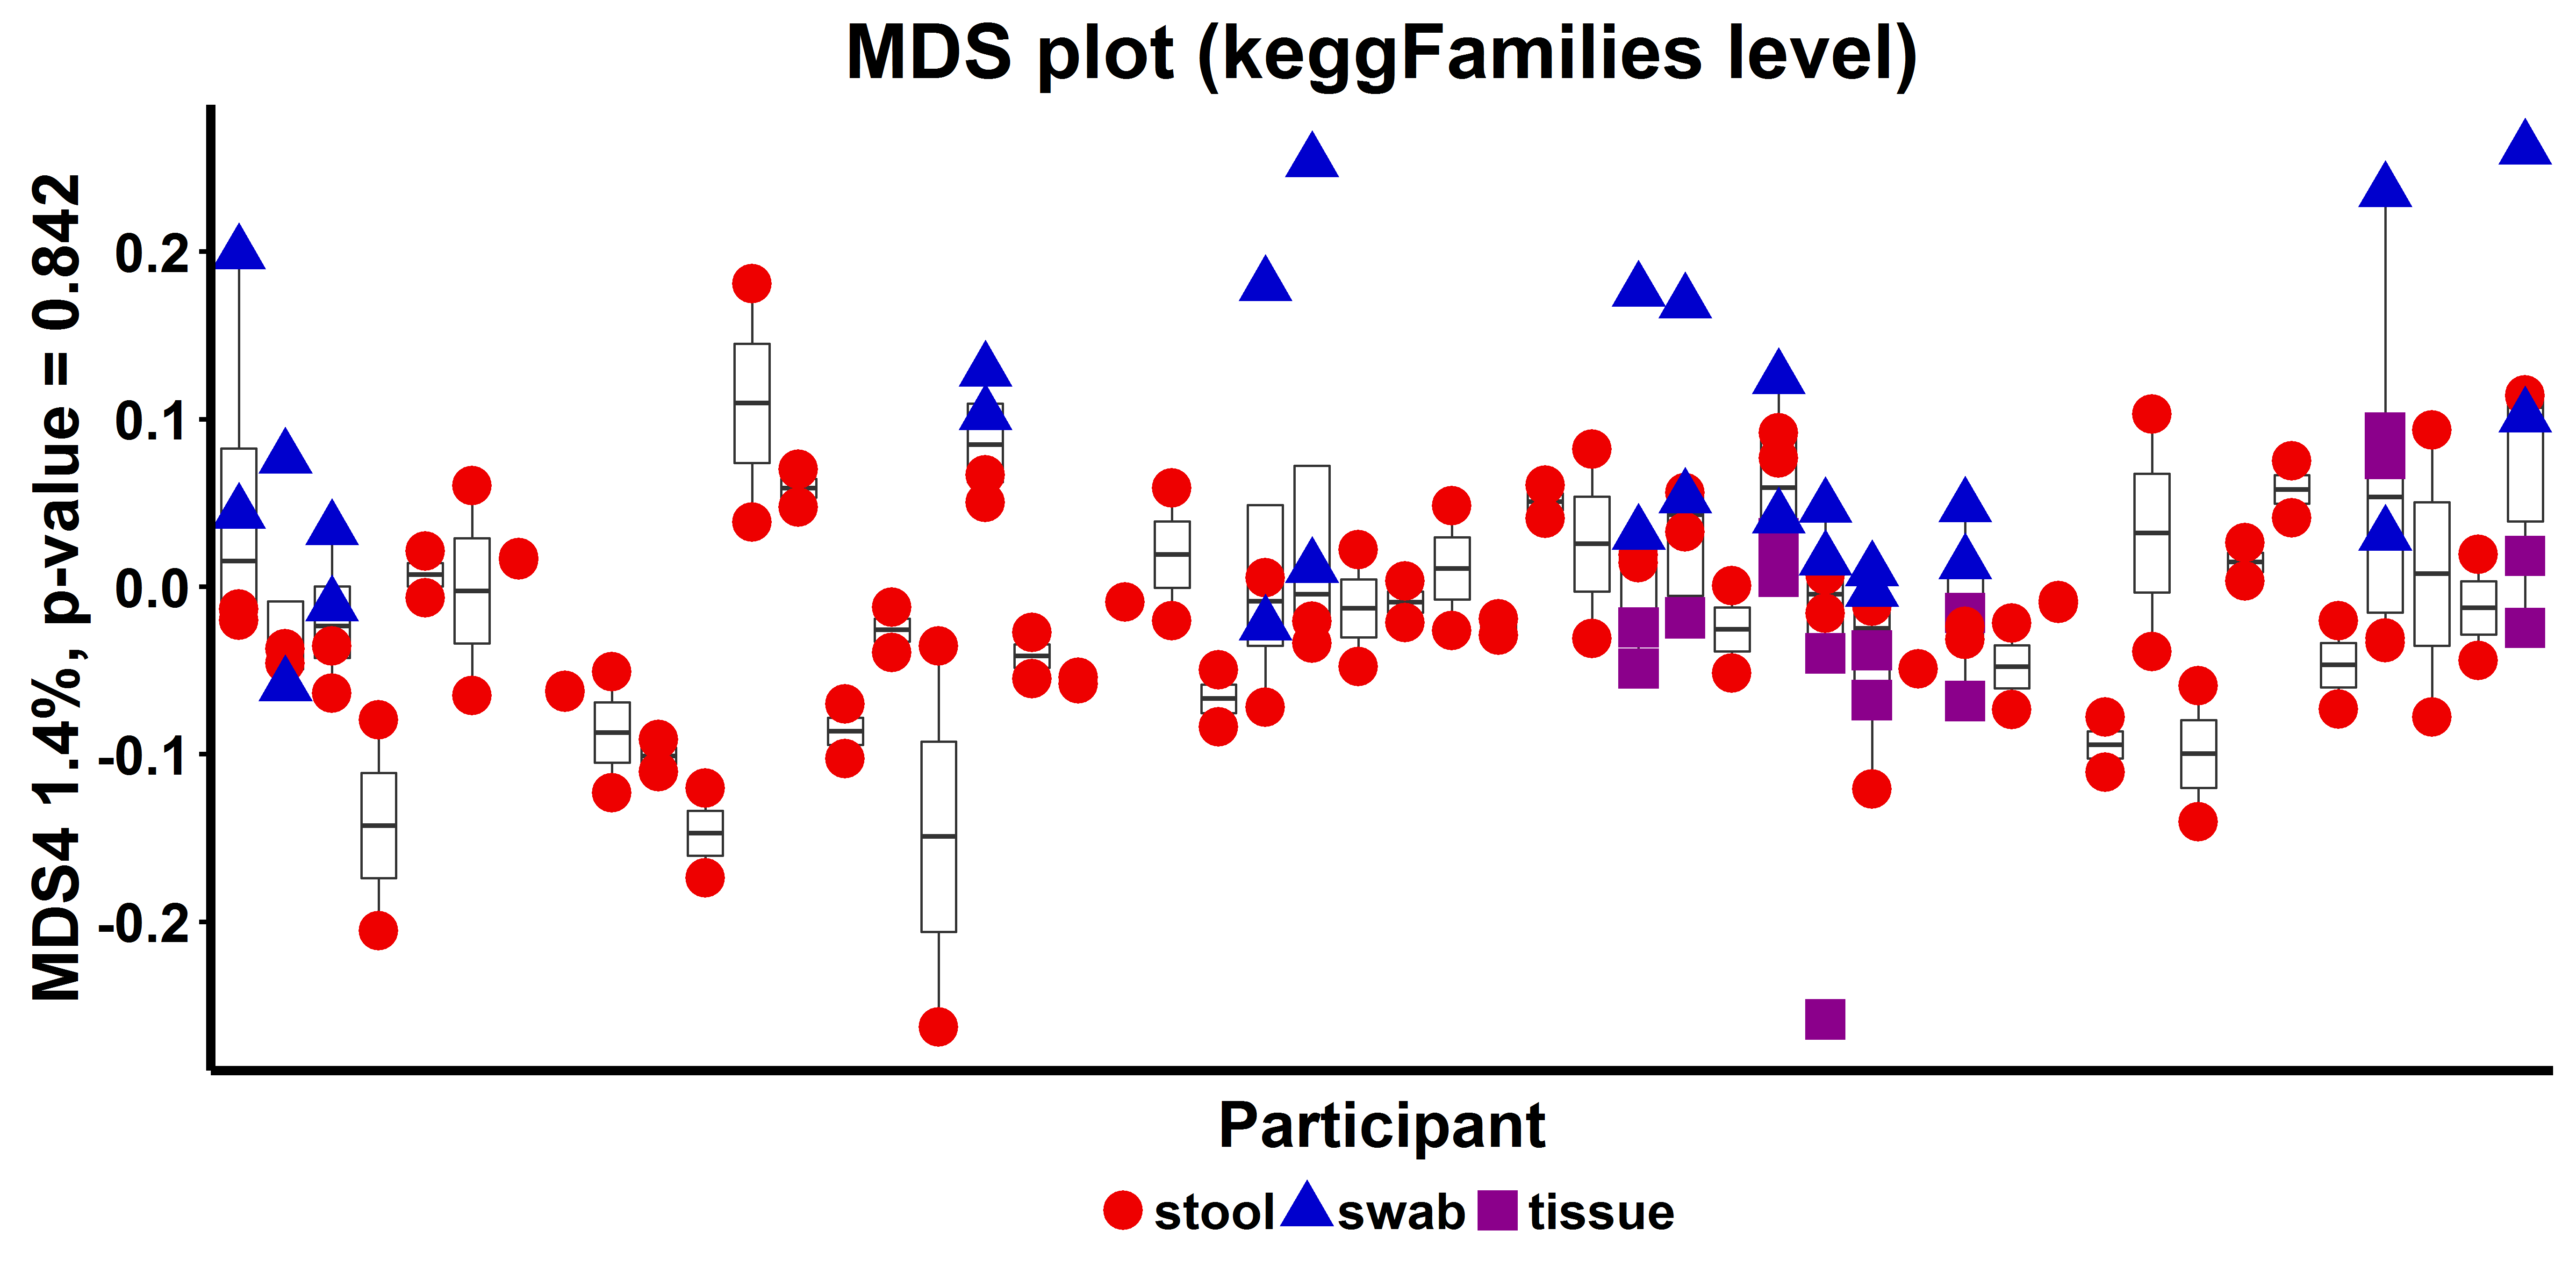 MDS plot (keggFamilies level)
MDS4 1.4%, p-value = 0.842
0.2
0.1
0.0
-0.1
-0.2
Participant
stool swab tissue